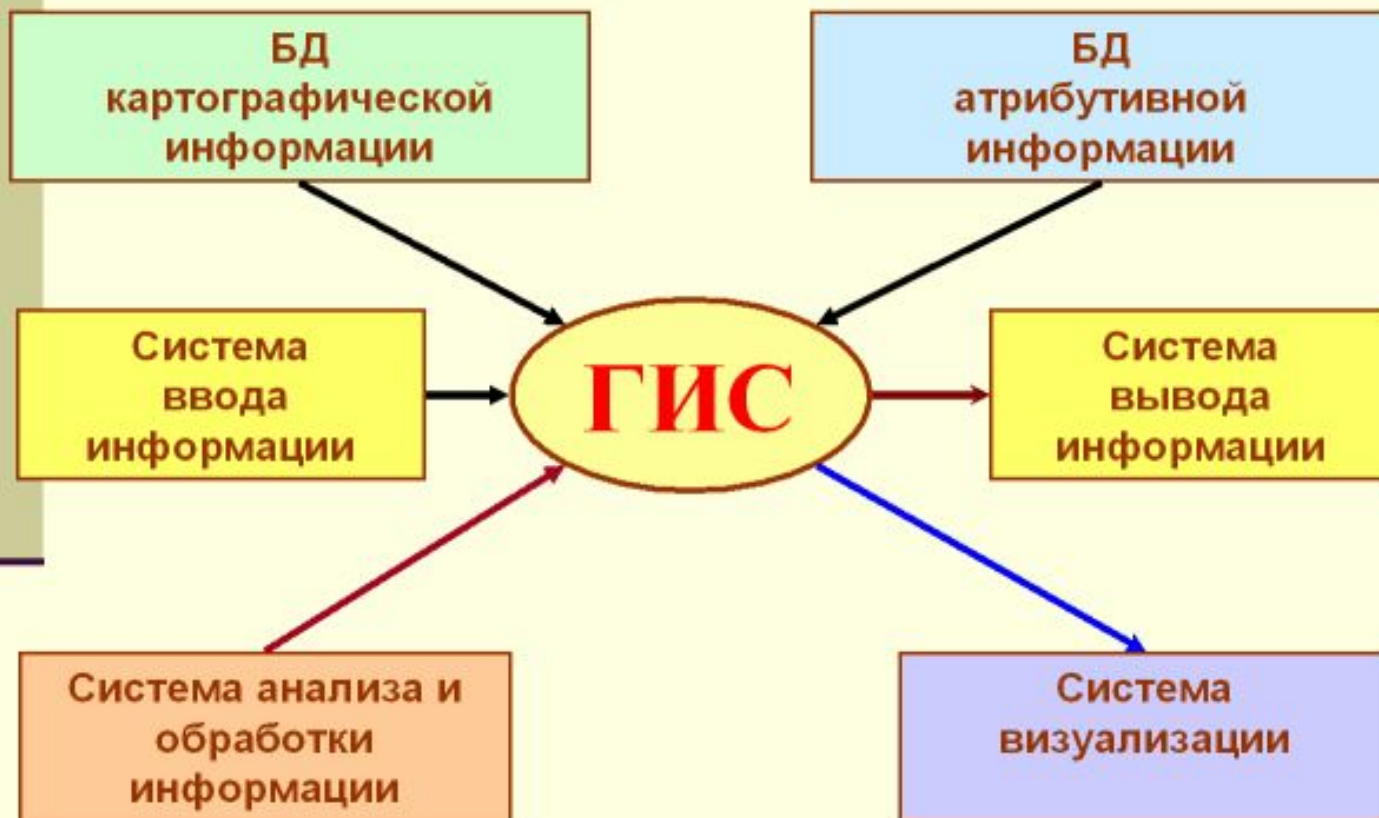 БД
картографической
информации
БД
атрибутивной
информации
Система
ввода
информации
ГИС
Система
вывода
информации
Система анализа и
обработки
информации
Система
визуализации